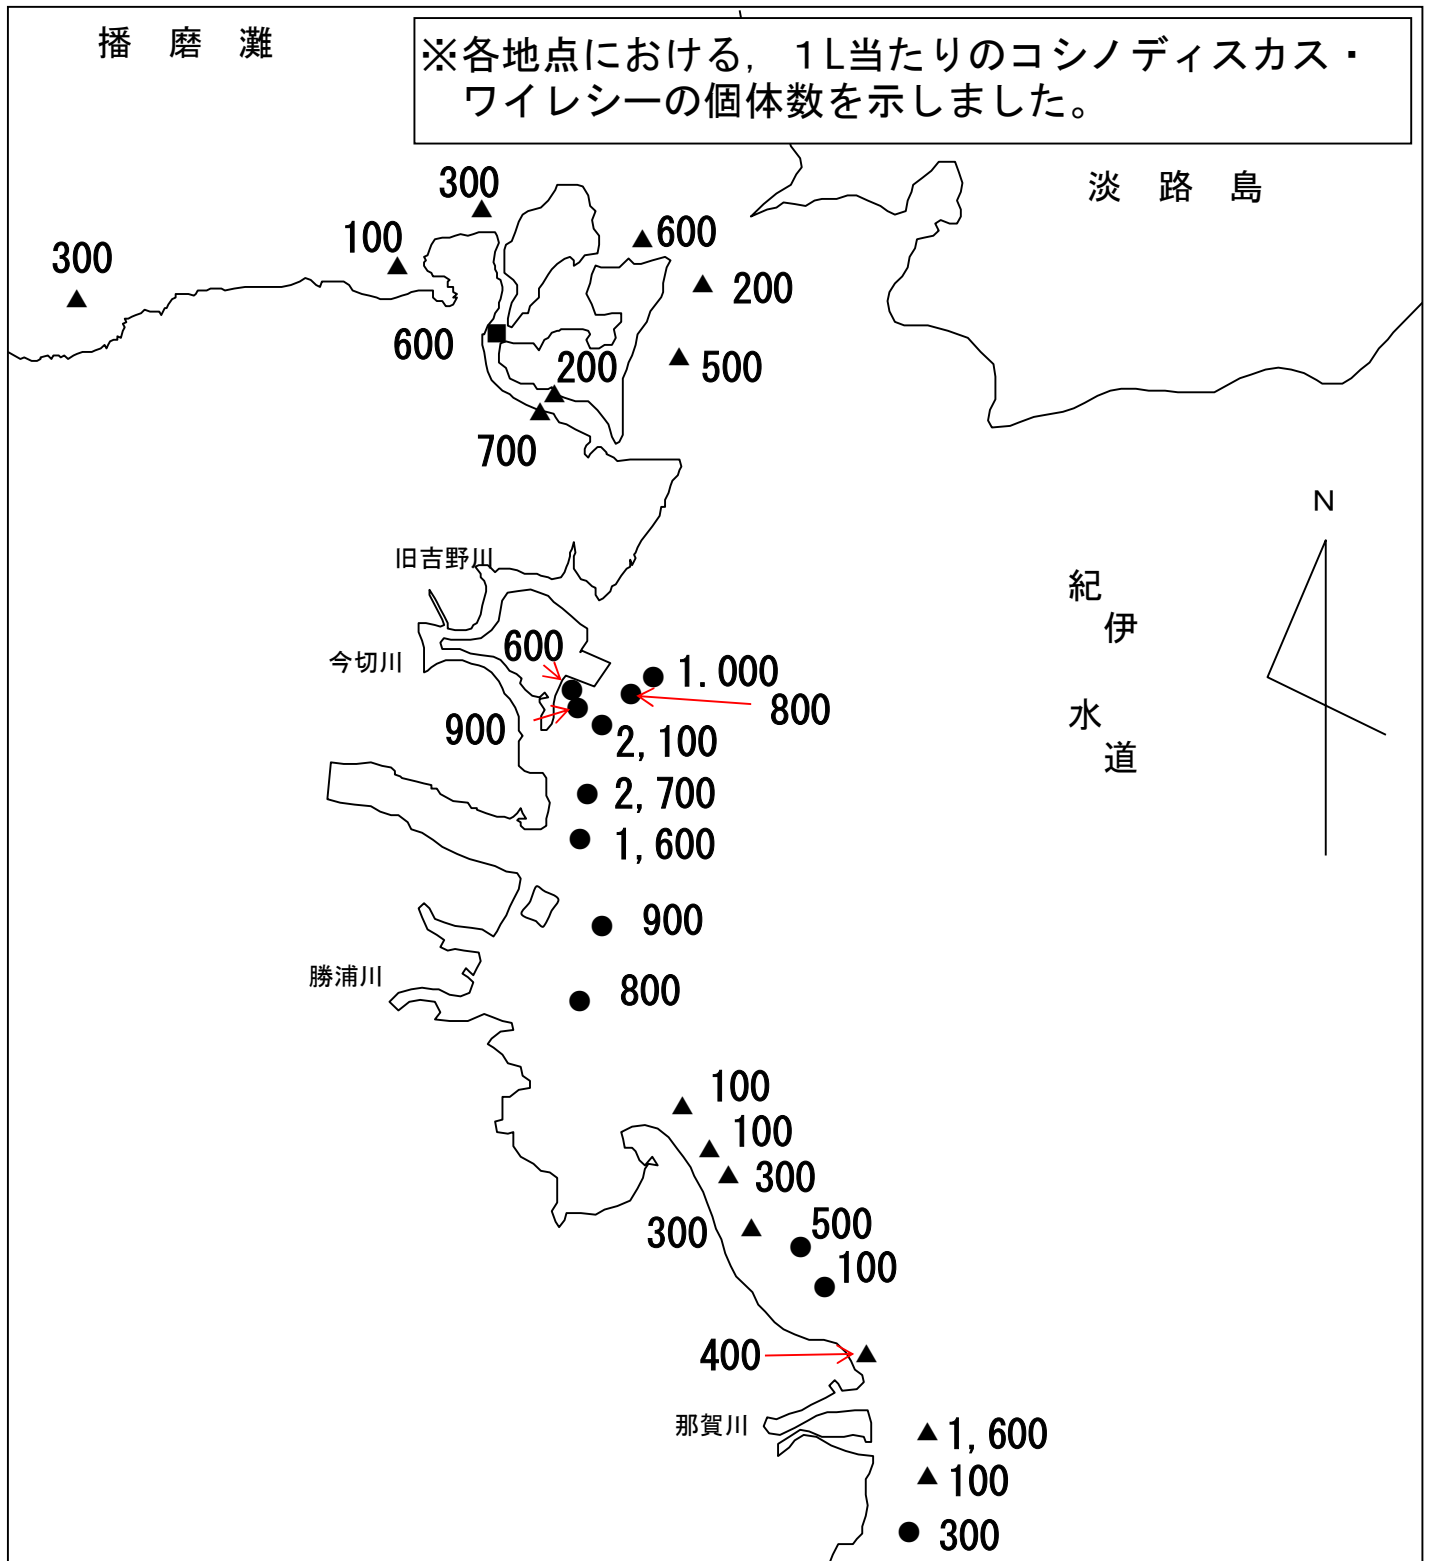 播 磨 灘
※各地点における，1L当たりのコシノディスカス・
ワイレシーの個体数を示しました。
淡 路 島
300
100
300
600
200
600
200
500
700
N
旧吉野川
紀
伊
水
道
今切川
600
1.000
800
900
2,100
2,700
1,600
900
勝浦川
800
100
100
300
300
500
100
400
那賀川
1,600
100
300